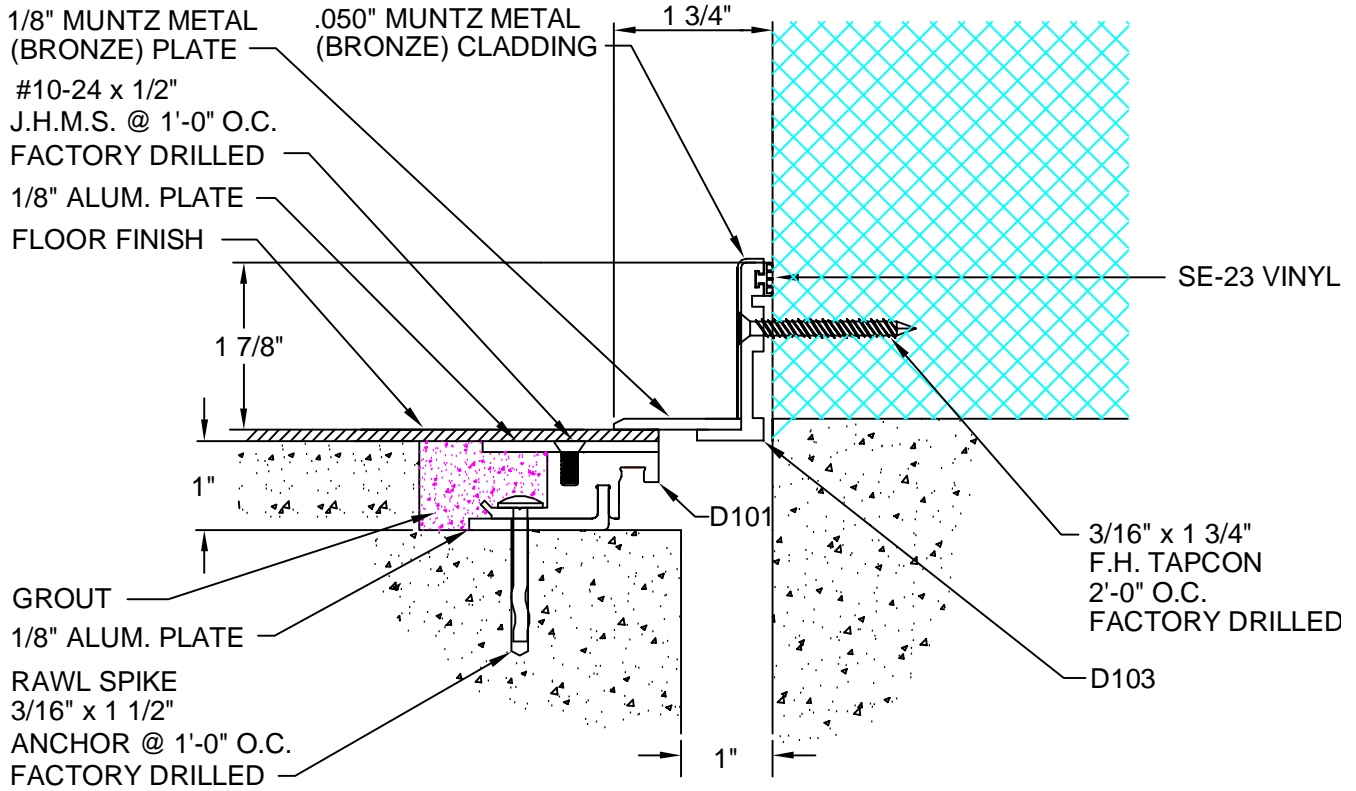 1/8" MUNTZ METAL
(BRONZE) PLATE
#10-24 x 1/2"
J.H.M.S. @ 1'-0" O.C.
FACTORY DRILLED
1/8" ALUM. PLATE
FLOOR FINISH
.050" MUNTZ METAL
(BRONZE) CLADDING
1 3/4"
SE-23 VINYL
1 7/8"
1"
D101
3/16" x 1 3/4"
F.H. TAPCON
2'-0" O.C.
FACTORY DRILLED
D103
GROUT
1/8" ALUM. PLATE
RAWL SPIKE
3/16" x 1 1/2"
ANCHOR @ 1'-0" O.C.
FACTORY DRILLED
1"